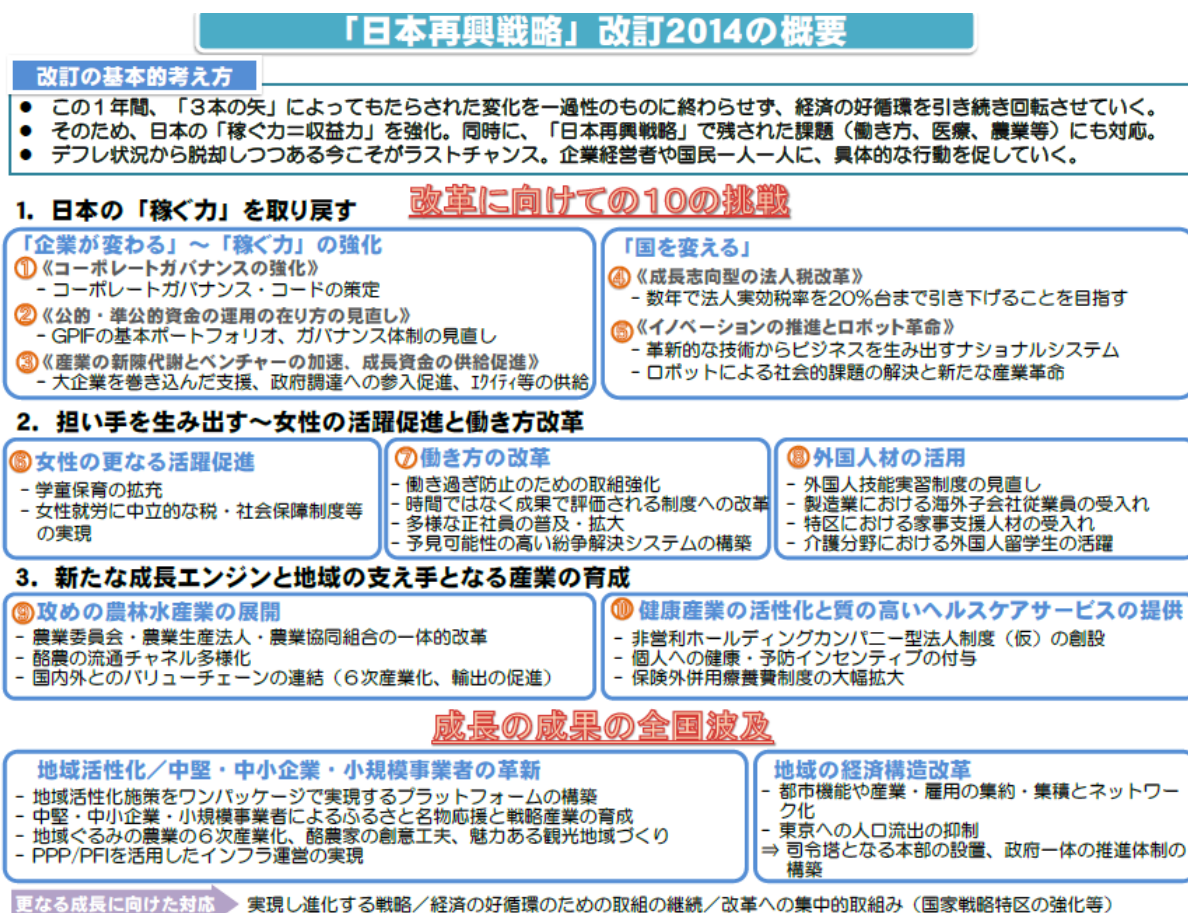 「日本再興戦略」改訂2014の概要
改訂の基本的考え方
● この１年間、「３本の矢」によってもたらされた変化を一過性のものに終わらせず、経済の好循環を引き続き回転させていく。
● そのため、日本の「稼ぐ力＝収益力」を強化。同時に、「日本再興戦略」で残された課題（働き方、医療、農業等）にも対応。
● デフレ状況から脱却しつつある今こそがラストチャンス。企業経営者や国民一人一人に、具体的な行動を促していく。
改革に向けての１０の挑戦
1．日本の「稼ぐ力」を取り戻す
「企業が変わる」～「稼ぐ力」の強化
①《コーポレートガバナンスの強化》
- コーポレートガバナンス・コードの策定
②《公的・準公的資金の運用の在り方の見直し》
- GPIFの基本ポートフォリオ、ガバナンス体制の見直し
③《産業の新陳代謝とベンチャーの加速、成長資金の供給促進》
- 大企業を巻き込んだ支援、政府調達への参入促進、ｴｸｲﾃｨ等の供給
「国を変える」
④《成長志向型の法人税改革》
- 数年で法人実効税率を20%台まで引き下げることを目指す
⑤《イノベーションの推進とロボット革命》
- 革新的な技術からビジネスを生み出すナショナルシステム
- ロボットによる社会的課題の解決と新たな産業革命
2．担い手を生み出す～女性の活躍促進と働き方改革
⑥女性の更なる活躍促進
- 学童保育の拡充
- 女性就労に中立的な税・社会保障制度等
の実現
⑦働き方の改革
- 働き過ぎ防止のための取組強化
- 時間ではなく成果で評価される制度への改革
- 多様な正社員の普及・拡大
- 予見可能性の高い紛争解決システムの構築
⑧外国人材の活用
- 外国人技能実習制度の見直し
- 製造業における海外子会社従業員の受入れ
- 特区における家事支援人材の受入れ
- 介護分野における外国人留学生の活躍
3．新たな成長エンジンと地域の支え手となる産業の育成
⑨攻めの農林水産業の展開
- 農業委員会・農業生産法人・農業協同組合の一体的改革
- 酪農の流通チャネル多様化
- 国内外とのバリューチェーンの連結（６次産業化、輸出の促進）
⑩健康産業の活性化と質の高いヘルスケアサービスの提供
- 非営利ホールディングカンパニー型法人制度（仮）の創設
- 個人への健康・予防インセンティブの付与
- 保険外併用療養費制度の大幅拡大
成長の成果の全国波及
地域活性化／中堅・中小企業・小規模事業者の革新
- 地域活性化施策をワンパッケージで実現するプラットフォームの構築
- 中堅・中小企業・小規模事業者によるふるさと名物応援と戦略産業の育成
- 地域ぐるみの農業の６次産業化、酪農家の創意工夫、魅力ある観光地域づくり
- PPP/PFIを活用したインフラ運営の実現
地域の経済構造改革
- 都市機能や産業・雇用の集約・集積とネットワー
ク化
- 東京への人口流出の抑制
⇒ 司令塔となる本部の設置、政府一体の推進体制の
構築
更なる成長に向けた対応 実現し進化する戦略／経済の好循環のための取組の継続／改革への集中的取組み（国家戦略特区の強化等）